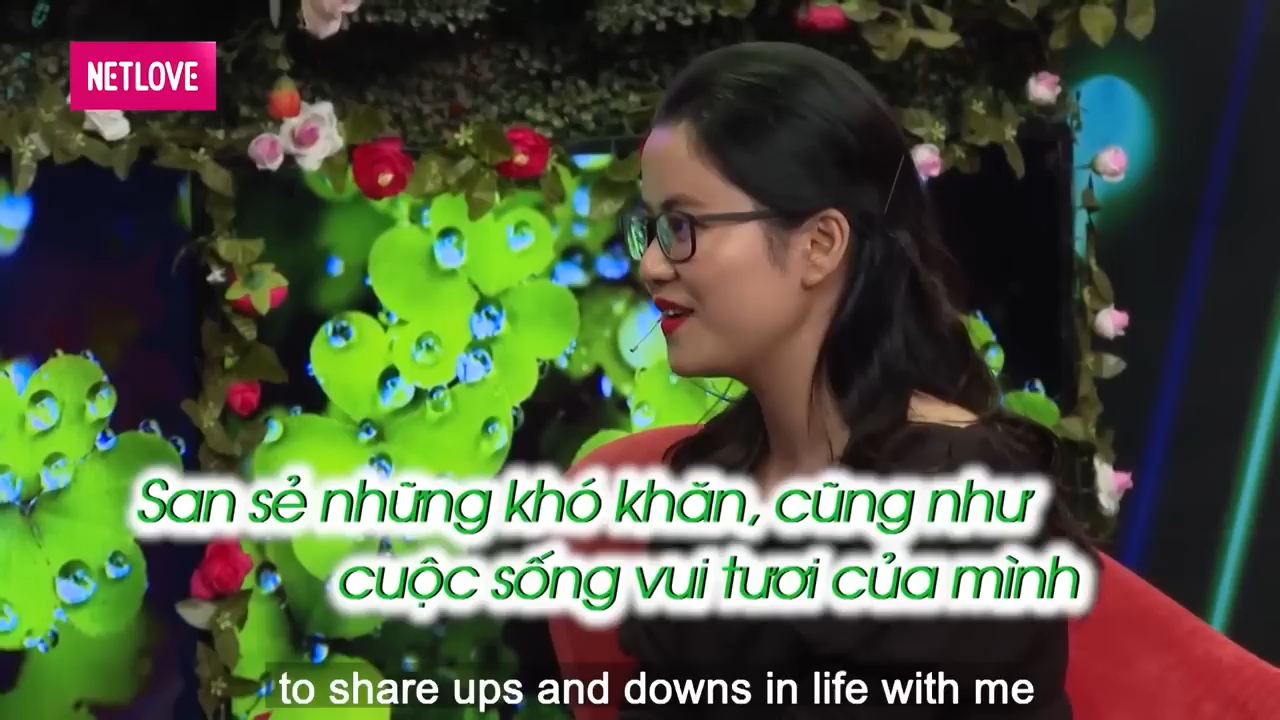 NETLOVE
San sẻ những khó khăn, cũng như
cuộc sống vui tươi của mình
to share ups and downs in life with me